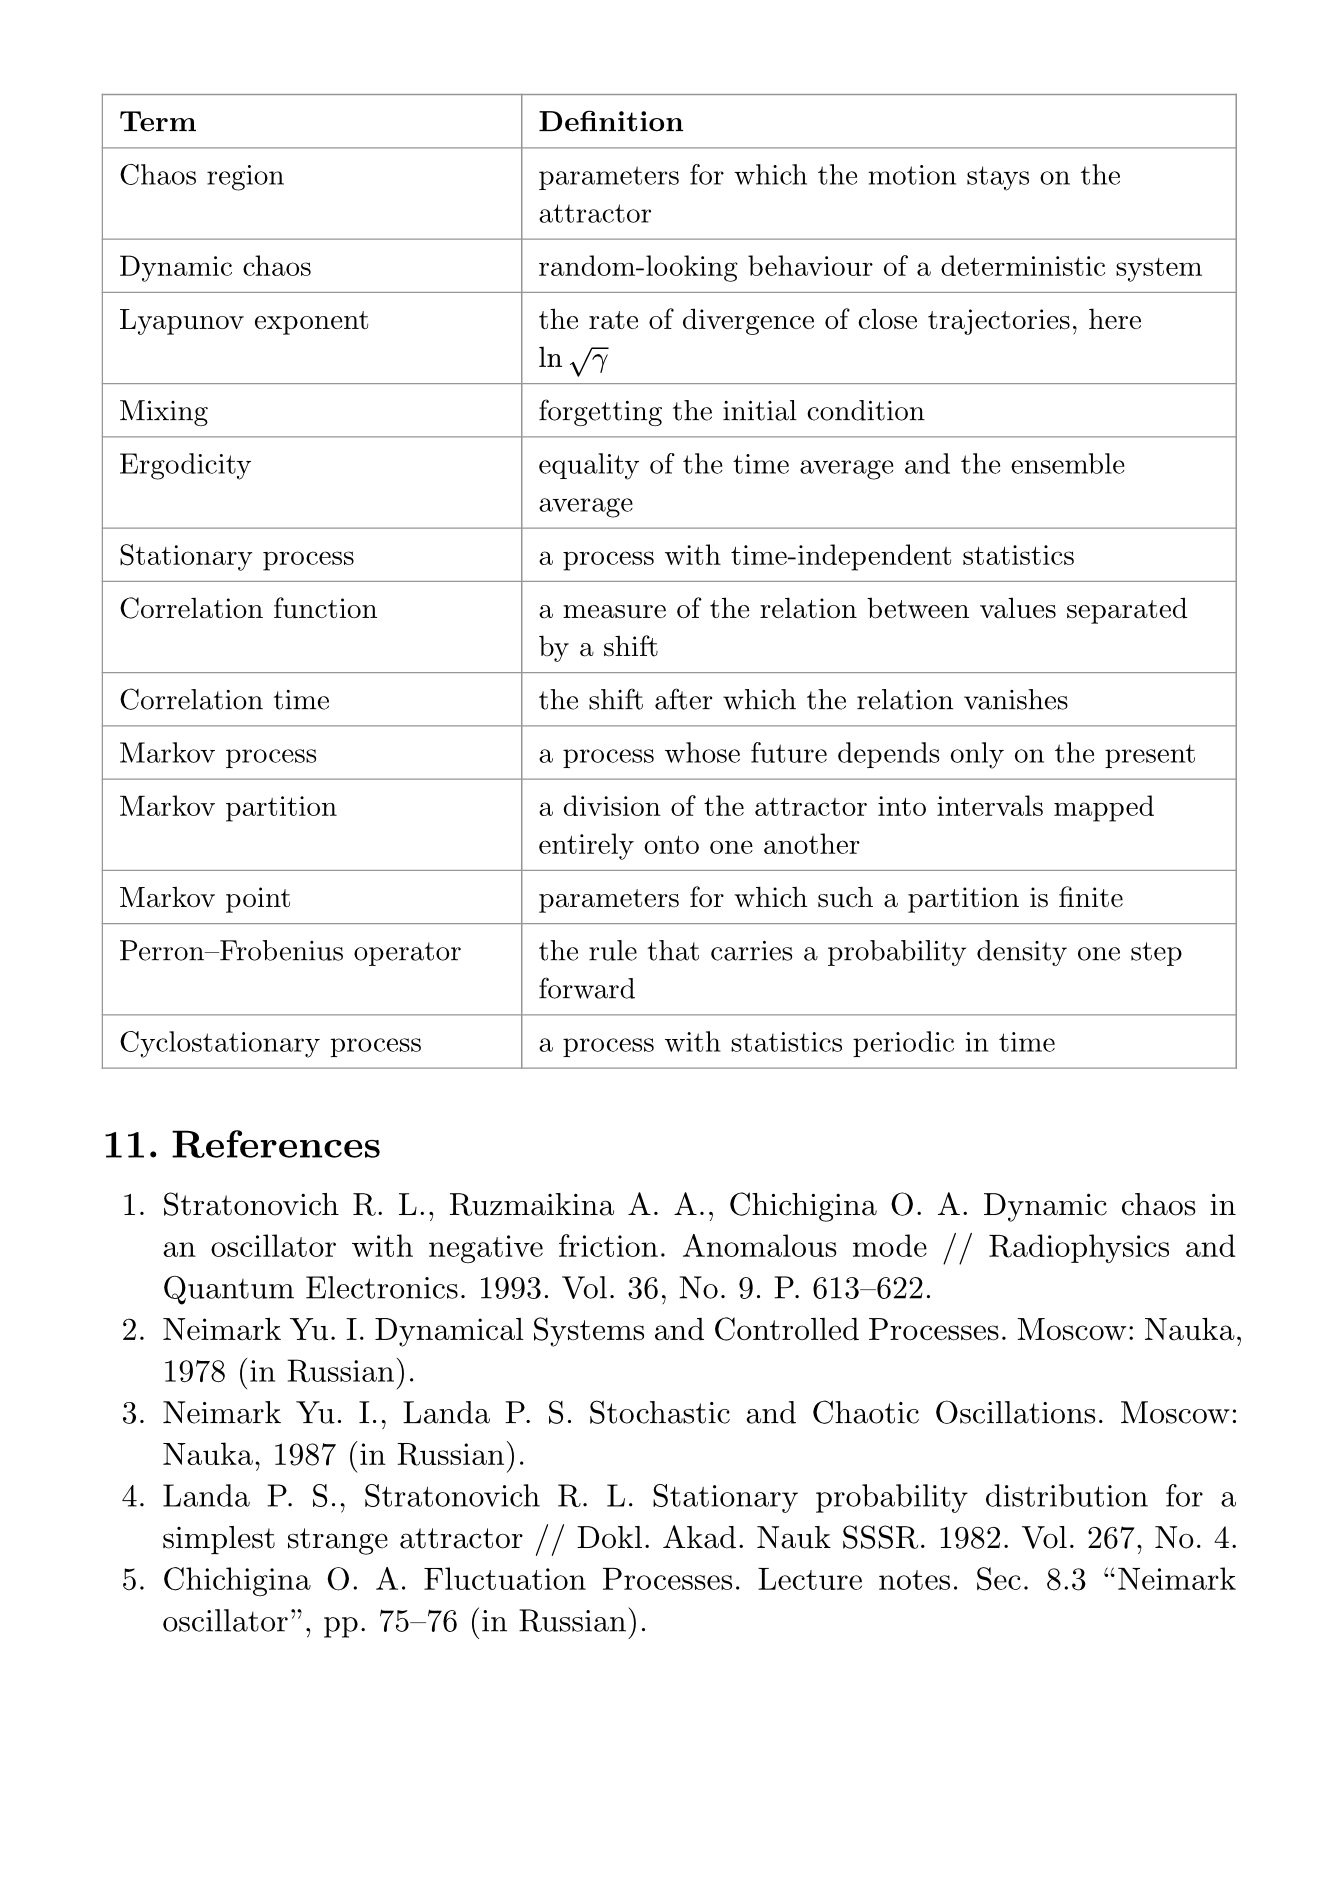 Term Definition
Chaos region parameters for which the motion stays on the
attractor
Dynamic chaos random-looking behaviour of a deterministic system
Lyapunov exponent the rate of divergence of close trajectories, here
ln √γ
Mixing forgetting the initial condition
Ergodicity equality of the time average and the ensemble
average
Stationary process a process with time-independent statistics
Correlation function a measure of the relation between values separated
by a shift
Correlation time the shift after which the relation vanishes
Markov process a process whose future depends only on the present
Markov partition a division of the attractor into intervals mapped
entirely onto one another
Markov point parameters for which such a partition is finite
Perron–Frobenius operator the rule that carries a probability density one step
forward
Cyclostationary process a process with statistics periodic in time
11. References
1. Stratonovich R. L., Ruzmaikina A. A., Chichigina O. A. Dynamic chaos in
an oscillator with negative friction. Anomalous mode // Radiophysics and
Quantum Electronics. 1993. Vol. 36, No. 9. P. 613–622.
2. Neimark Yu. I. Dynamical Systems and Controlled Processes. Moscow: Nauka,
1978 (in Russian).
3. Neimark Yu. I., Landa P. S. Stochastic and Chaotic Oscillations. Moscow:
Nauka, 1987 (in Russian).
4. Landa P. S., Stratonovich R. L. Stationary probability distribution for a
simplest strange attractor // Dokl. Akad. Nauk SSSR. 1982. Vol. 267, No. 4.
5. Chichigina O. A. Fluctuation Processes. Lecture notes. Sec. 8.3 “Neimark
oscillator”, pp. 75–76 (in Russian).